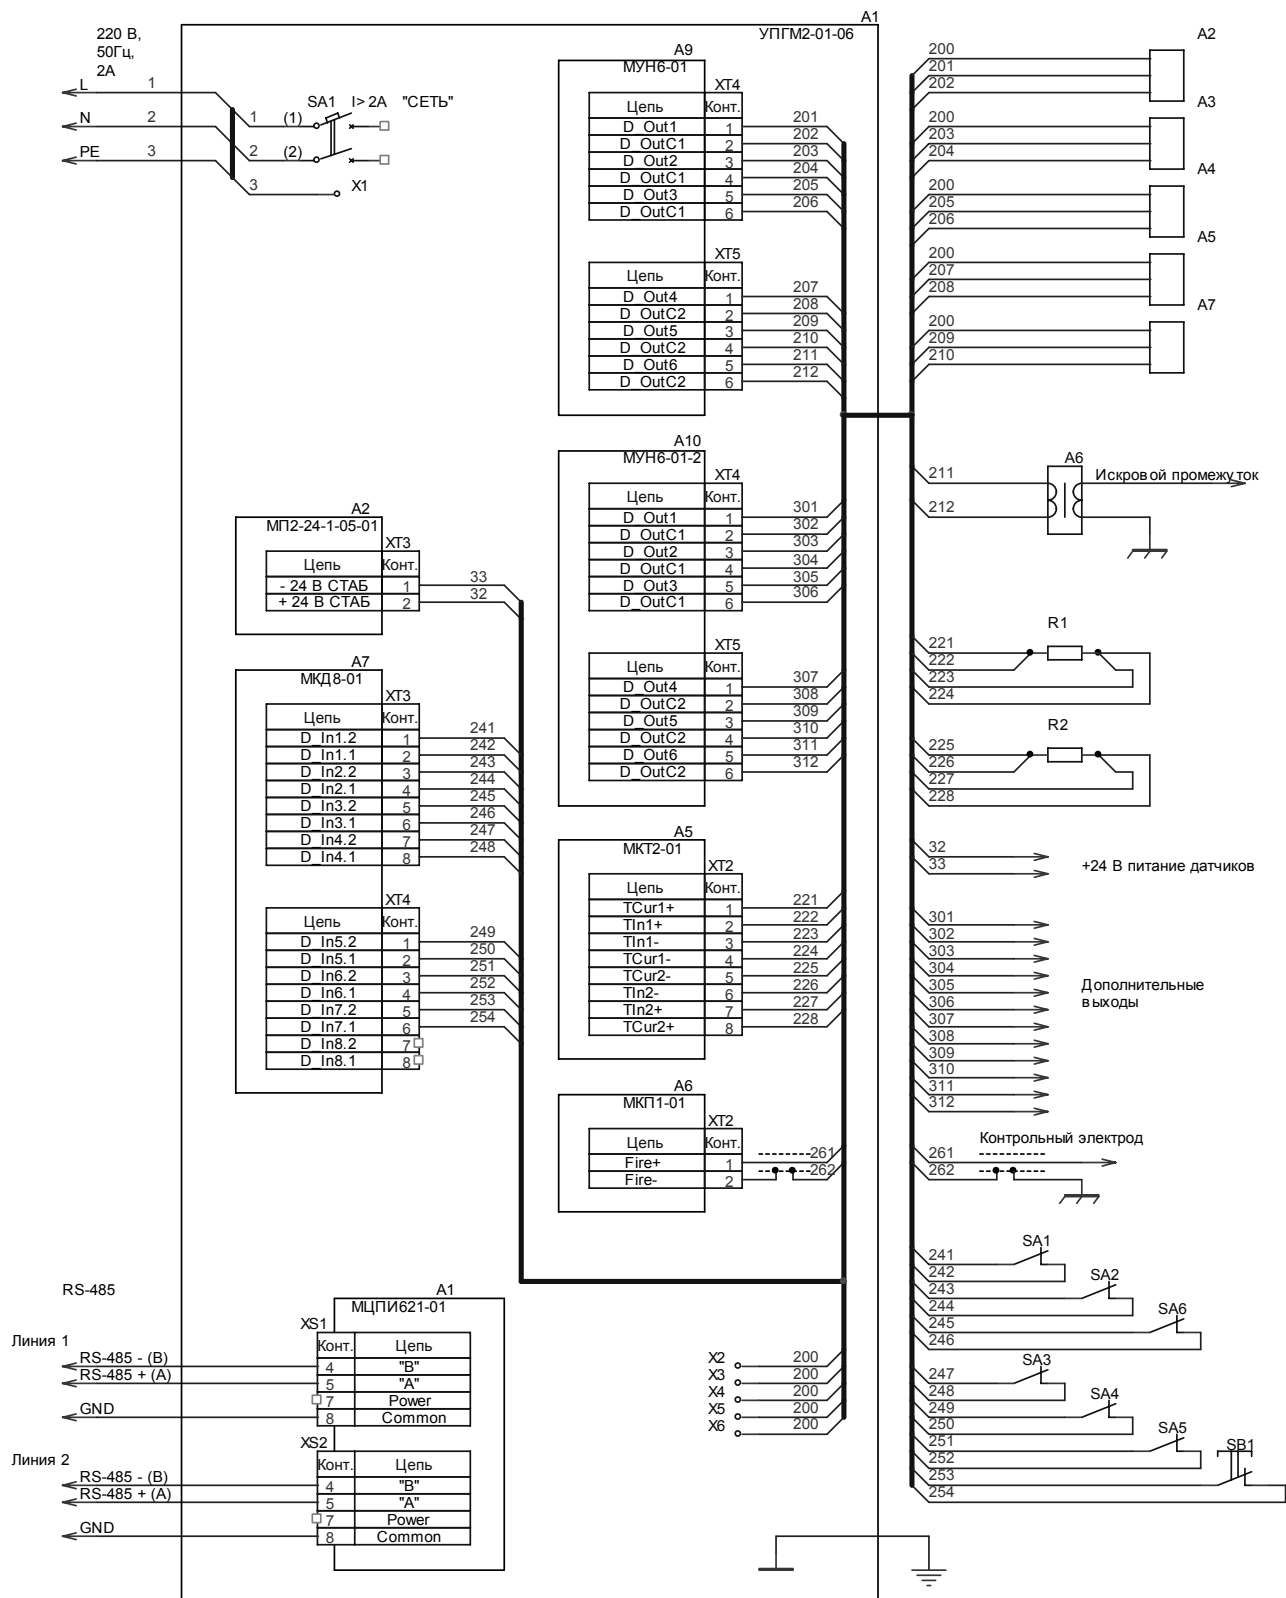 220 В,
50Гц,
2А
L 1
N 2
PE 3
1 (1) SA1 I> 2А "СЕТЬ"
2 (2)
3 X1
A1
УПГМ2-01-06
A9
МУН6-01
XT4
Цепь Конт.
D_Out1 1 201
D_OutC1 2 202
D_Out2 3 203
D_OutC1 4 204
D_Out3 5 205
D_OutC1 6 206
XT5
Цепь Конт.
D_Out4 1 207
D_OutC2 2 208
D_Out5 3 209
D_OutC2 4 210
D_Out6 5 211
D_OutC2 6 212
A10
МУН6-01-2
XT4
Цепь Конт.
D_Out1 1 301
D_OutC1 2 302
D_Out2 3 303
D_OutC1 4 304
D_Out3 5 305
D_OutC1 6 306
XT5
Цепь Конт.
D_Out4 1 307
D_OutC2 2 308
D_Out5 3 309
D_OutC2 4 310
D_Out6 5 311
D_OutC2 6 312
A5
МКТ2-01
XT2
Цепь Конт.
TCur1+ 1 221
TIn1+ 2 222
TIn1- 3 223
TCur1- 4 224
TCur2- 5 225
TIn2- 6 226
TIn2+ 7 227
TCur2+ 8 228
A6
МКП1-01
XT2
Цепь Конт.
Fire+ 1 261
Fire- 2 262
A2
МП2-24-1-05-01
XT3
Цепь Конт.
- 24 В СТАБ 1 33
+ 24 В СТАБ 2 32
A7
МКД8-01
XT3
Цепь Конт.
D_In1.2 1 241
D_In1.1 2 242
D_In2.2 3 243
D_In2.1 4 244
D_In3.2 5 245
D_In3.1 6 246
D_In4.2 7 247
D_In4.1 8 248
XT4
Цепь Конт.
D_In5.2 1 249
D_In5.1 2 250
D_In6.2 3 251
D_In6.1 4 252
D_In7.2 5 253
D_In7.1 6 254
D_In8.2 7
D_In8.1 8
RS-485
A1
МЦПИ621-01
Линия 1
XS1
Конт. Цепь
RS-485 - (B) 4 "B"
RS-485 + (A) 5 "A"
7 Power
GND 8 Common
Линия 2
XS2
Конт. Цепь
RS-485 - (B) 4 "B"
RS-485 + (A) 5 "A"
7 Power
GND 8 Common
X2 200
X3 200
X4 200
X5 200
X6 200
A2
200
201
202
A3
200
203
204
A4
200
205
206
A5
200
207
208
A7
200
209
210
A6
211 Искровой промежуток
212
R1
221
222
223
224
R2
225
226
227
228
32
33
+24 В питание датчиков
301
302
303
304
305
306
307
308
309
310
311
312
Дополнительные
выходы
Контрольный электрод
261
262
SA1
241
242
SA2
243
244
SA6
245
246
SA3
247
248
SA4
249
250
SA5
251
252
SB1
253
254